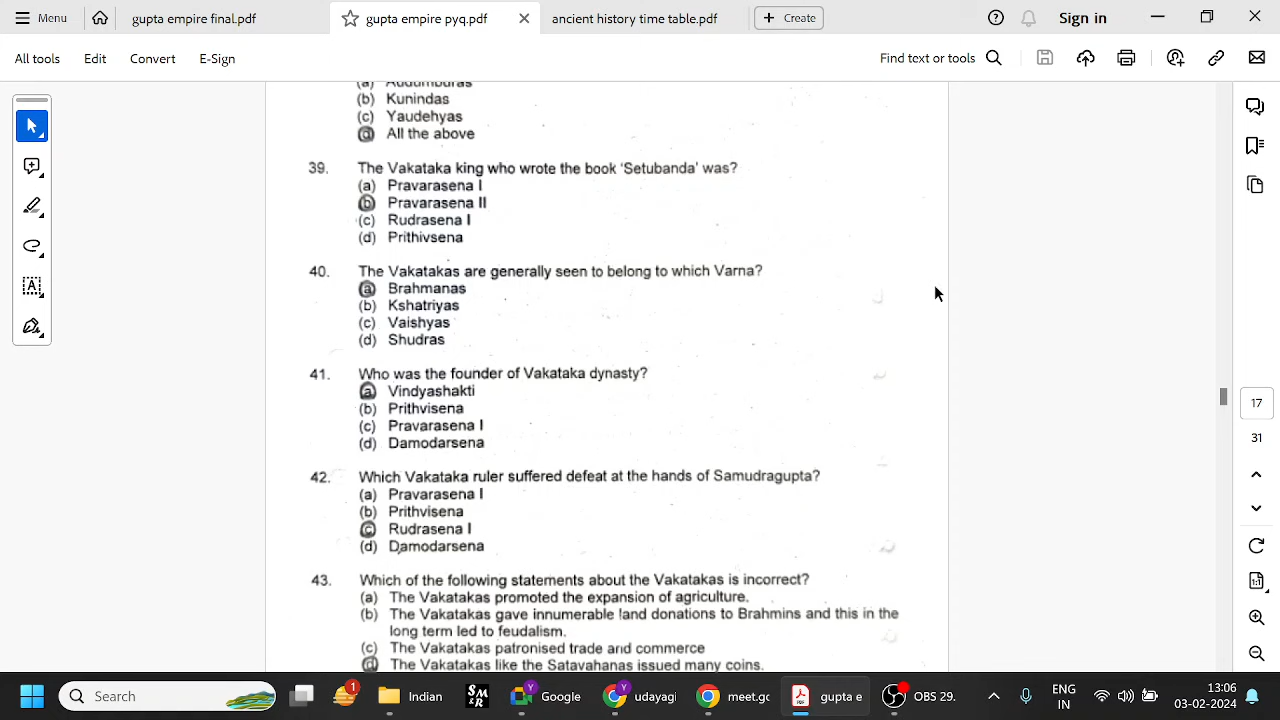 Menu
gupta empire final.pdf
gupta empire pyq.pdf
ancient history time table.pdf
Create
Sign in
All tools Edit Convert E-Sign
Find text or tools
(a) Audumburas
(b) Kunindas
(c) Yaudehyas
(d) All the above
39. The Vakataka king who wrote the book 'Setubanda' was?
(a) Pravarasena I
(b) Pravarasena II
(c) Rudrasena I
(d) Prithivsena
40. The Vakatakas are generally seen to belong to which Varna?
(a) Brahmanas
(b) Kshatriyas
(c) Vaishyas
(d) Shudras
41. Who was the founder of Vakataka dynasty?
(a) Vindyashakti
(b) Prithvisena
(c) Pravarasena I
(d) Damodarsena
42. Which Vakataka ruler suffered defeat at the hands of Samudragupta?
(a) Pravarasena I
(b) Prithvisena
(c) Rudrasena I
(d) Damodarsena
43. Which of the following statements about the Vakatakas is incorrect?
(a) The Vakatakas promoted the expansion of agriculture.
(b) The Vakatakas gave innumerable land donations to Brahmins and this in the
long term led to feudalism.
(c) The Vakatakas patronised trade and commerce
(d) The Vakatakas like the Satavahanas issued many coins.
17
31
1:1
Search
1
Indian
SMR
Y
Google
Y
udayagi
meet.gc
gupta e
OBS 29
ENG
IN
13:06
03-02-202